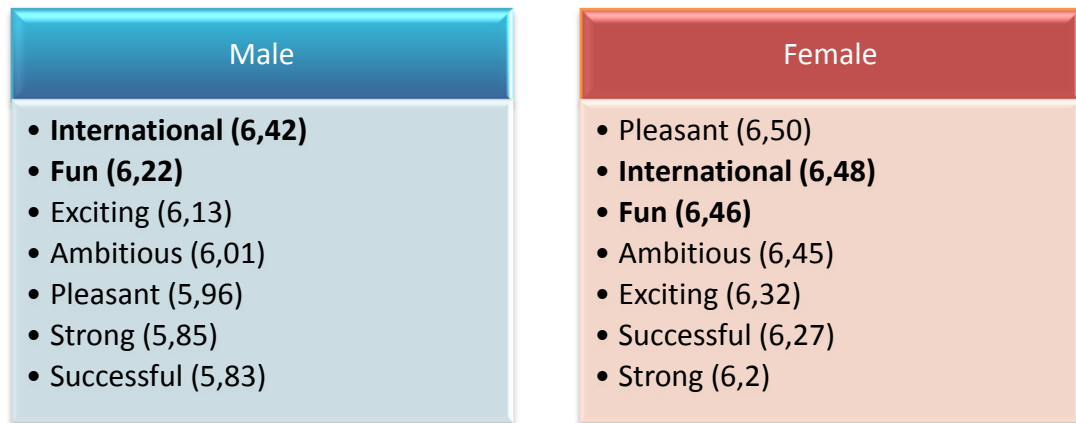 Male
• International (6,42)
• Fun (6,22)
• Exciting (6,13)
• Ambitious (6,01)
• Pleasant (5,96)
• Strong (5,85)
• Successful (5,83)
Female
• Pleasant (6,50)
• International (6,48)
• Fun (6,46)
• Ambitious (6,45)
• Exciting (6,32)
• Successful (6,27)
• Strong (6,2)